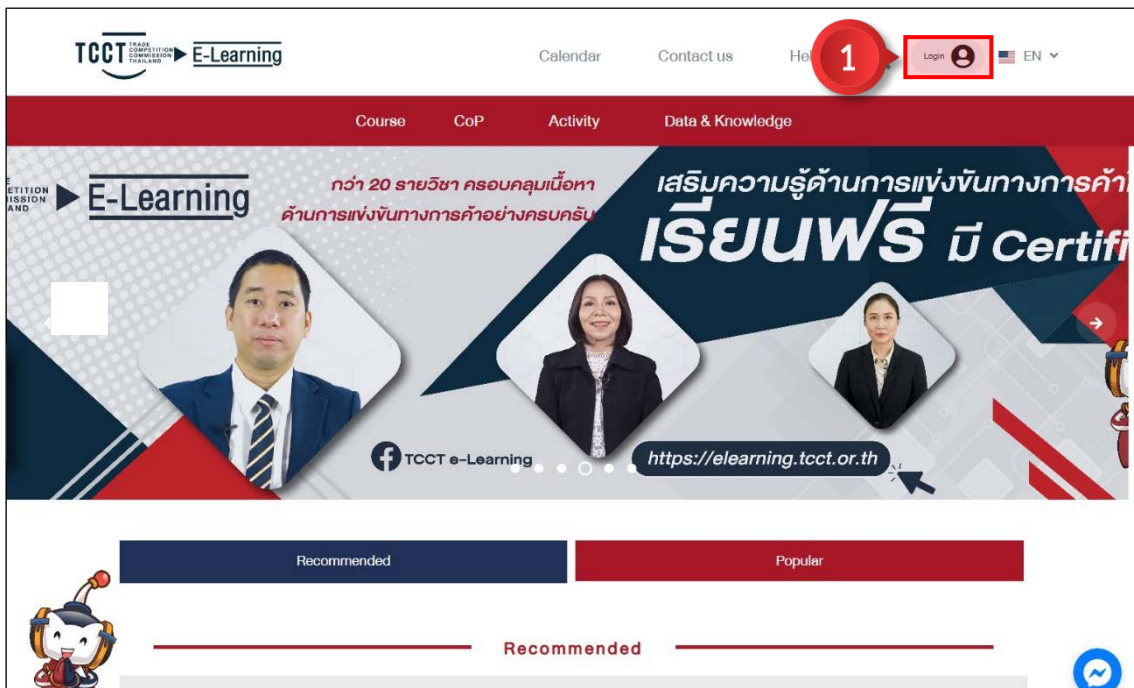 TCCT TRADE COMPETITION COMMISSION THAILAND E-Learning
Calendar Contact us 1 Login EN
Course CoP Activity Data & Knowledge
E-Learning
กว่า 20 รายวิชา ครอบคลุมเนื้อหา
ด้านการแข่งขันทางการค้าอย่างครบครัน
เสริมความรู้ด้านการแข่งขันทางการค้า
เรียนฟรี มี Certifi
TCCT e-Learning
https://elearning.tcct.or.th
Recommended Popular
Recommended